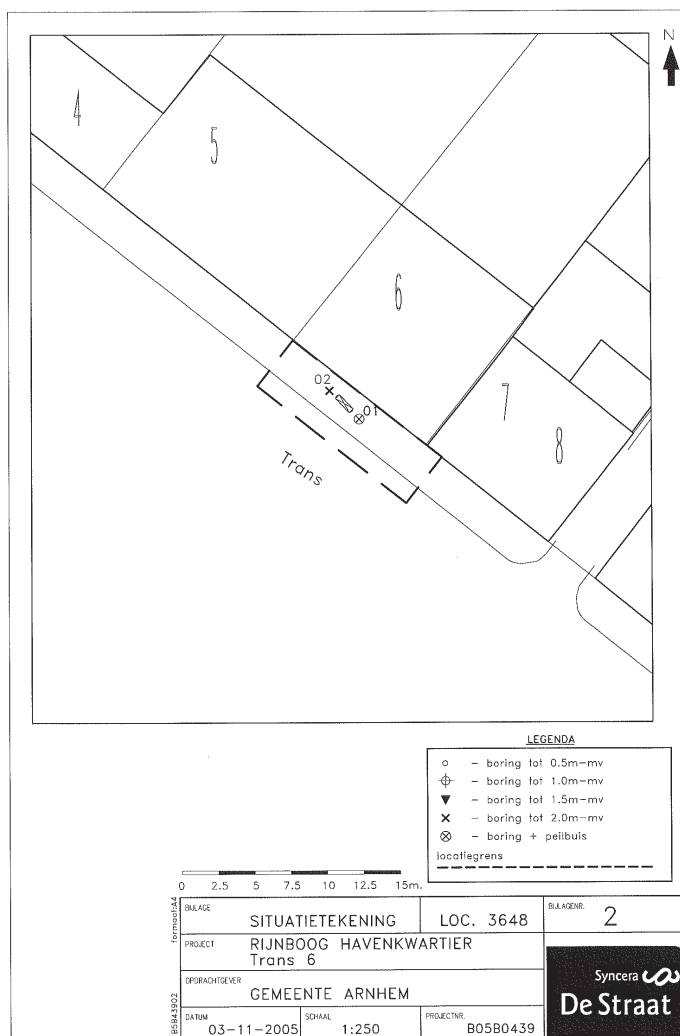 N
4
5
6
7
8
02
01
Trans
LEGENDA
– boring tot 0.5m–mv
– boring tot 1.0m–mv
– boring tot 1.5m–mv
– boring tot 2.0m–mv
– boring + peilbuis
locatiegrens
0 2.5 5 7.5 10 12.5 15m.
formaat:A4
BIJLAGE
SITUATIETEKENING
LOC. 3648
BIJLAGENR.
2
PROJECT
RIJNBOOG HAVENKWARTIER
Trans 6
OPDRACHTGEVER
GEMEENTE ARNHEM
DATUM
03-11-2005
SCHAAL
1:250
PROJECTNR.
B05B0439
B5B43902
Syncera
De Straat